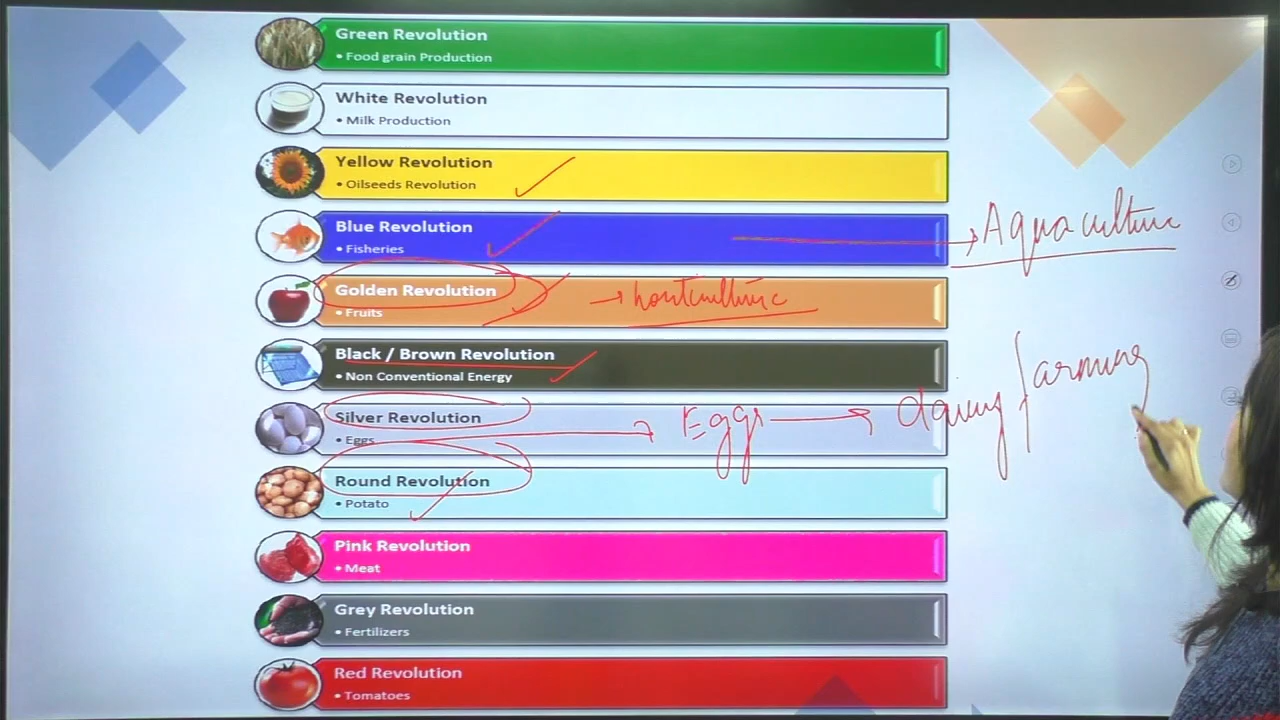 Green Revolution
• Food grain Production
White Revolution
• Milk Production
Yellow Revolution
• Oilseeds Revolution
Blue Revolution
• Fisheries
Aquaculture
Golden Revolution
• Fruits
→ horticulture
Black / Brown Revolution
• Non Conventional Energy
Silver Revolution
• Eggs
Eggs → dairy farming
Round Revolution
• Potato
Pink Revolution
• Meat
Grey Revolution
• Fertilizers
Red Revolution
• Tomatoes